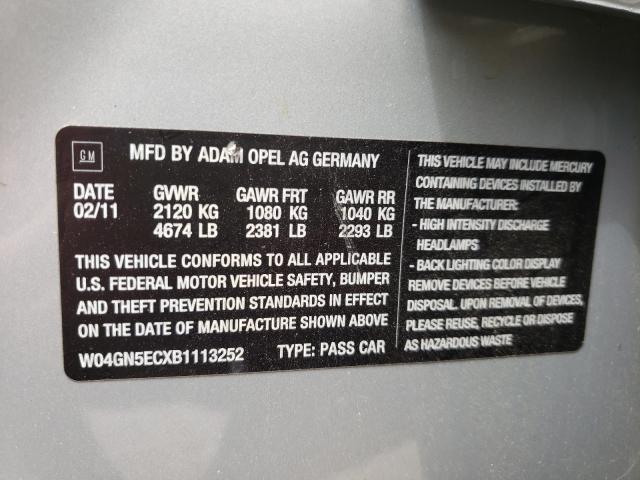 GM
MFD BY ADAM OPEL AG GERMANY
DATE GVWR GAWR FRT GAWR RR
02/11 2120 KG 1080 KG 1040 KG
4674 LB 2381 LB 2293 LB
THIS VEHICLE CONFORMS TO ALL APPLICABLE
U.S. FEDERAL MOTOR VEHICLE SAFETY, BUMPER
AND THEFT PREVENTION STANDARDS IN EFFECT
ON THE DATE OF MANUFACTURE SHOWN ABOVE
W04GN5ECXB1113252 TYPE: PASS CAR
THIS VEHICLE MAY INCLUDE MERCURY
CONTAINING DEVICES INSTALLED BY
THE MANUFACTURER:
- HIGH INTENSITY DISCHARGE
HEADLAMPS
- BACK LIGHTING COLOR DISPLAY
REMOVE DEVICES BEFORE VEHICLE
DISPOSAL. UPON REMOVAL OF DEVICES,
PLEASE REUSE, RECYCLE OR DISPOSE
AS HAZARDOUS WASTE